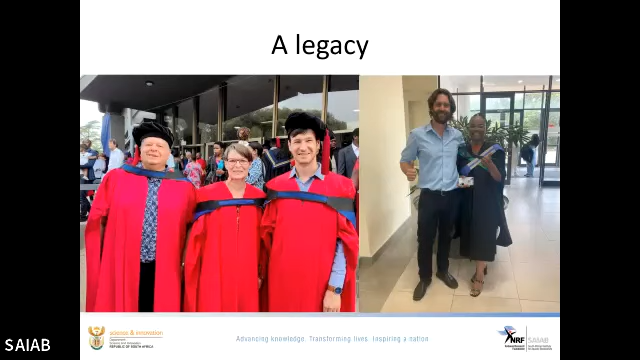 A legacy
science & innovation
Department:
Science and Innovation
REPUBLIC OF SOUTH AFRICA
Advancing knowledge. Transforming lives. Inspiring a nation
NRF
SAIAB
SAIAB